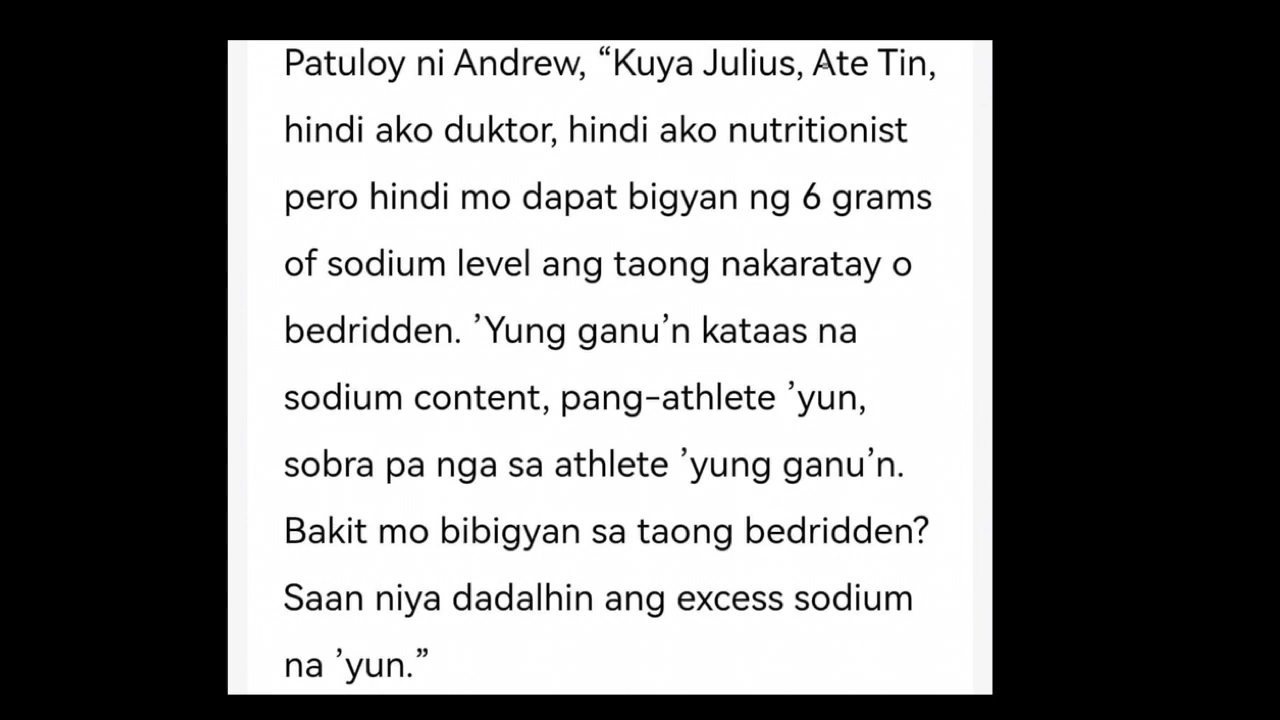 Patuloy ni Andrew, “Kuya Julius, Ate Tin,
hindi ako duktor, hindi ako nutritionist
pero hindi mo dapat bigyan ng 6 grams
of sodium level ang taong nakaratay o
bedridden. ’Yung ganu’n kataas na
sodium content, pang-athlete ’yun,
sobra pa nga sa athlete ’yung ganu’n.
Bakit mo bibigyan sa taong bedridden?
Saan niya dadalhin ang excess sodium
na ’yun.”